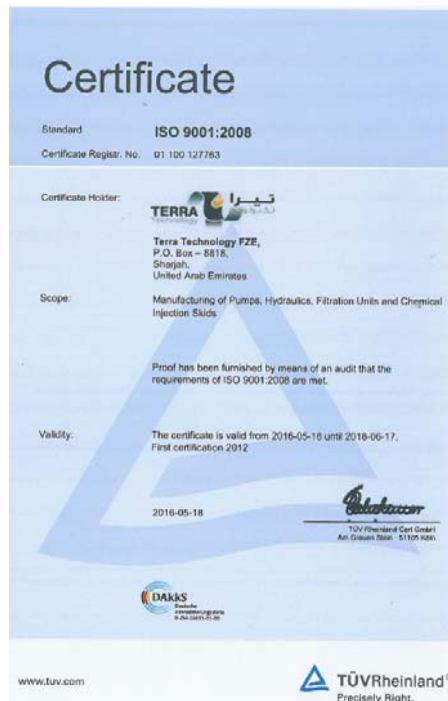 Certificate
Standard ISO 9001:2008
Certificate Registr. No. 01 100 127763
Certificate Holder:
TERRA تيرا
Technology
Terra Technology FZE,
P.O. Box – 8818,
Sharjah,
United Arab Emirates
Scope: Manufacturing of Pumps, Hydraulics, Filtration Units and Chemical
Injection Skids
Proof has been furnished by means of an audit that the
requirements of ISO 9001:2008 are met.
Validity: The certificate is valid from 2016-05-18 until 2018-06-17.
First certification 2012
2016-05-18
TÜV Rheinland Cert GmbH
Am Grauen Stein · 51105 Köln
DAkkS
Deutsche
Akkreditierungsstelle
www.tuv.com
TÜVRheinland®
Precisely Right.